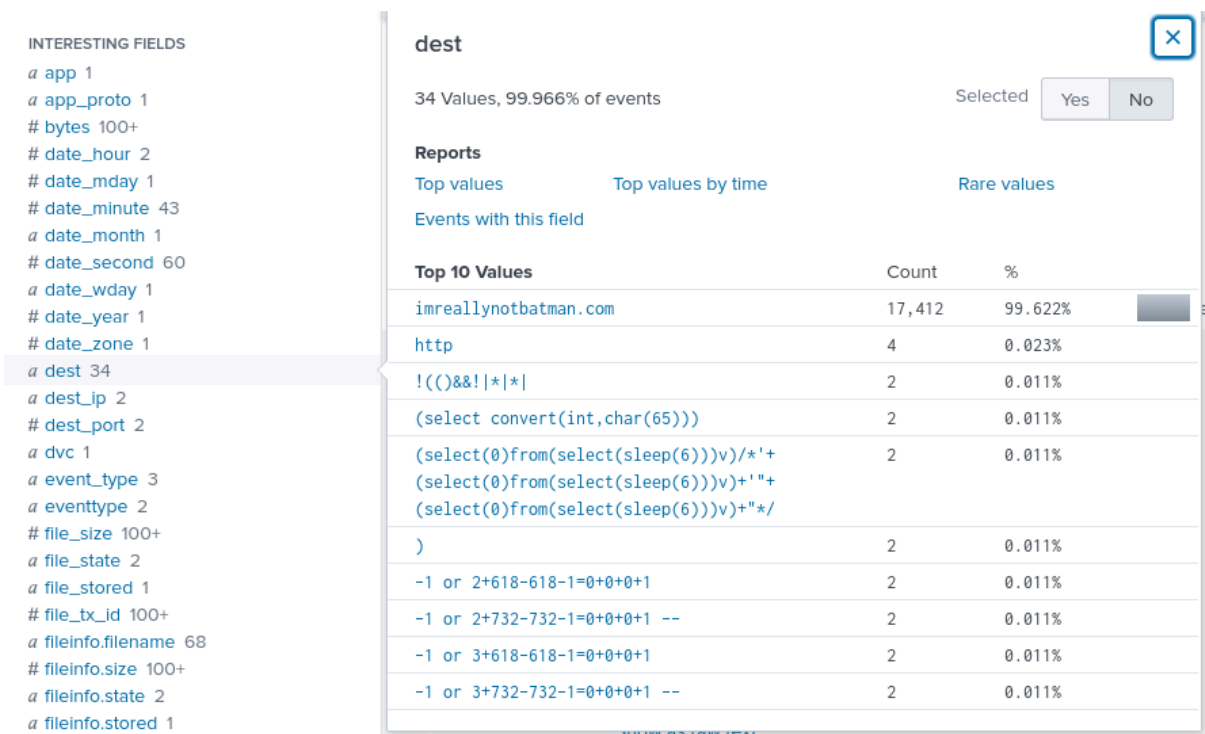 INTERESTING FIELDS
a app 1
a app_proto 1
# bytes 100+
# date_hour 2
# date_mday 1
# date_minute 43
a date_month 1
# date_second 60
a date_wday 1
# date_year 1
# date_zone 1
a dest 34
a dest_ip 2
# dest_port 2
a dvc 1
a event_type 3
a eventtype 2
# file_size 100+
a file_state 2
a file_stored 1
# file_tx_id 100+
a fileinfo.filename 68
# fileinfo.size 100+
a fileinfo.state 2
a fileinfo.stored 1
dest
34 Values, 99.966% of events
Selected Yes No
Reports
Top values Top values by time Rare values
Events with this field
Top 10 Values Count %
imreallynotbatman.com 17,412 99.622%
http 4 0.023%
!(()&&!|*|*| 2 0.011%
(select convert(int,char(65))) 2 0.011%
(select(0)from(select(sleep(6)))v)/*'+ 2 0.011%
(select(0)from(select(sleep(6)))v)+'"+
(select(0)from(select(sleep(6)))v)+"*/
) 2 0.011%
-1 or 2+618-618-1=0+0+0+1 2 0.011%
-1 or 2+732-732-1=0+0+0+1 -- 2 0.011%
-1 or 3+618-618-1=0+0+0+1 2 0.011%
-1 or 3+732-732-1=0+0+0+1 -- 2 0.011%